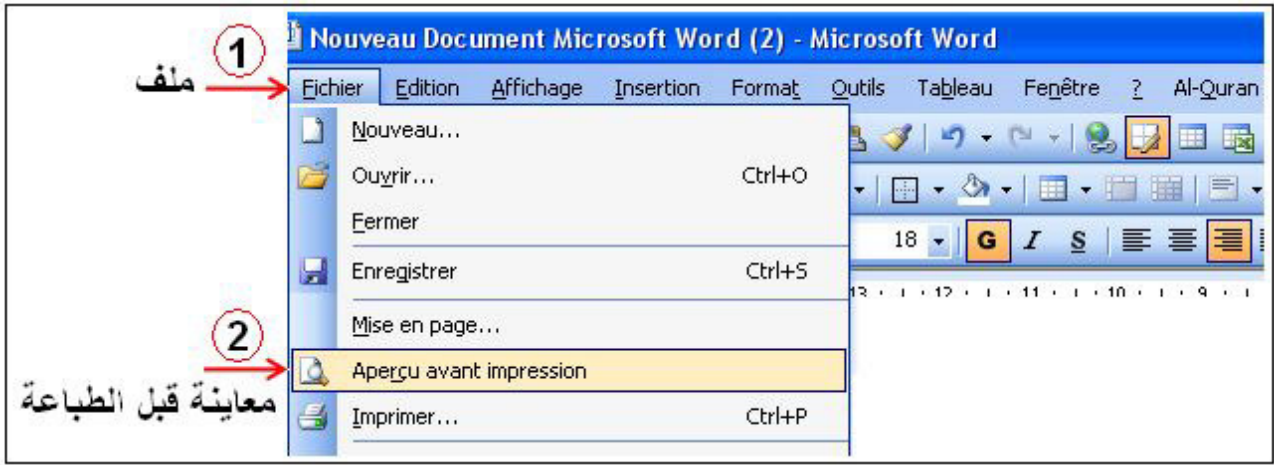 Nouveau Document Microsoft Word (2) - Microsoft Word
1
ملف
Fichier Edition Affichage Insertion Format Outils Tableau Fenêtre ? Al-Quran
Nouveau...
Ouvrir... Ctrl+O
Fermer
18 G I S
Enregistrer Ctrl+S
13 12 11 10 9
Mise en page...
2
Aperçu avant impression
معاينة قبل الطباعة
Imprimer... Ctrl+P